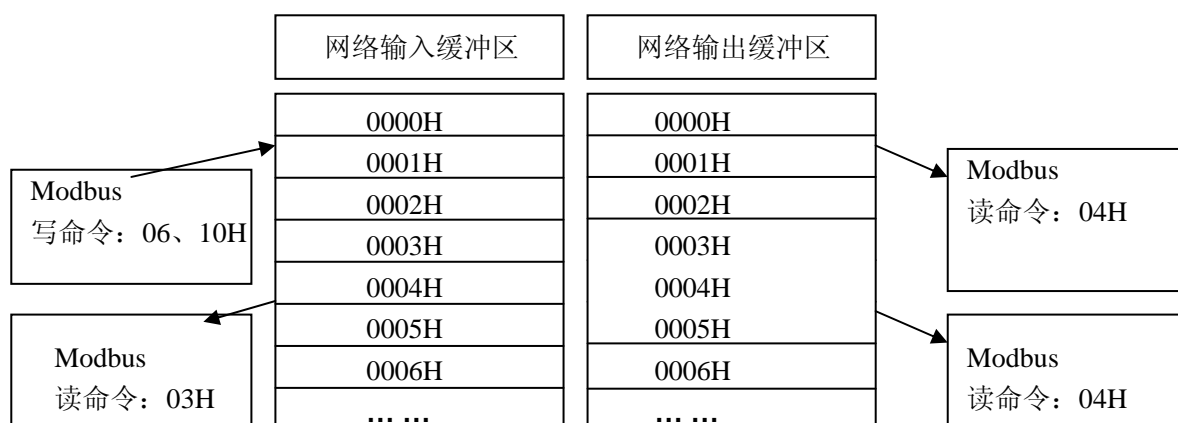 网络输入缓冲区
网络输出缓冲区
0000H
0001H
0002H
0003H
0004H
0005H
0006H
... ...
0000H
0001H
0002H
0003H
0004H
0005H
0006H
... ...
Modbus
写命令：06、10H
Modbus
读命令：03H
Modbus
读命令：04H
Modbus
读命令：04H